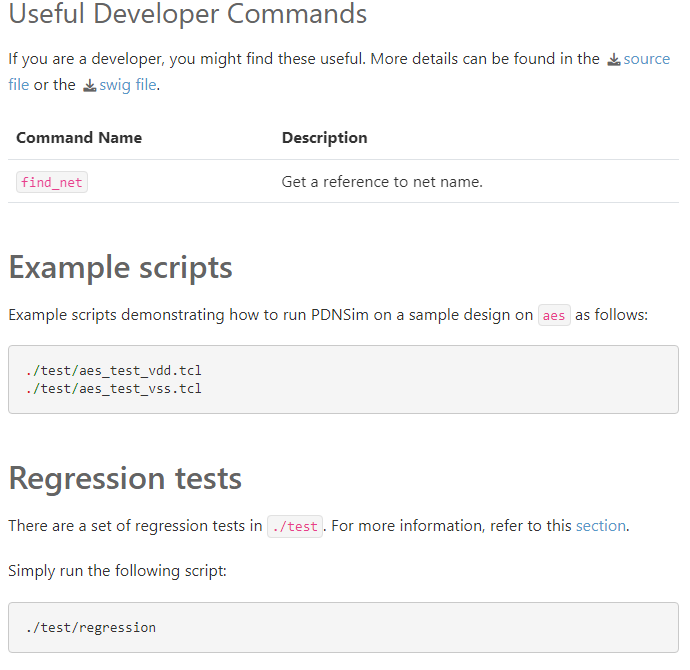 Useful Developer Commands
If you are a developer, you might find these useful. More details can be found in the source
file or the swig file.
Command Name Description
find_net Get a reference to net name.
Example scripts
Example scripts demonstrating how to run PDNSim on a sample design on aes as follows:
./test/aes_test_vdd.tcl
./test/aes_test_vss.tcl
Regression tests
There are a set of regression tests in ./test. For more information, refer to this section.
Simply run the following script:
./test/regression